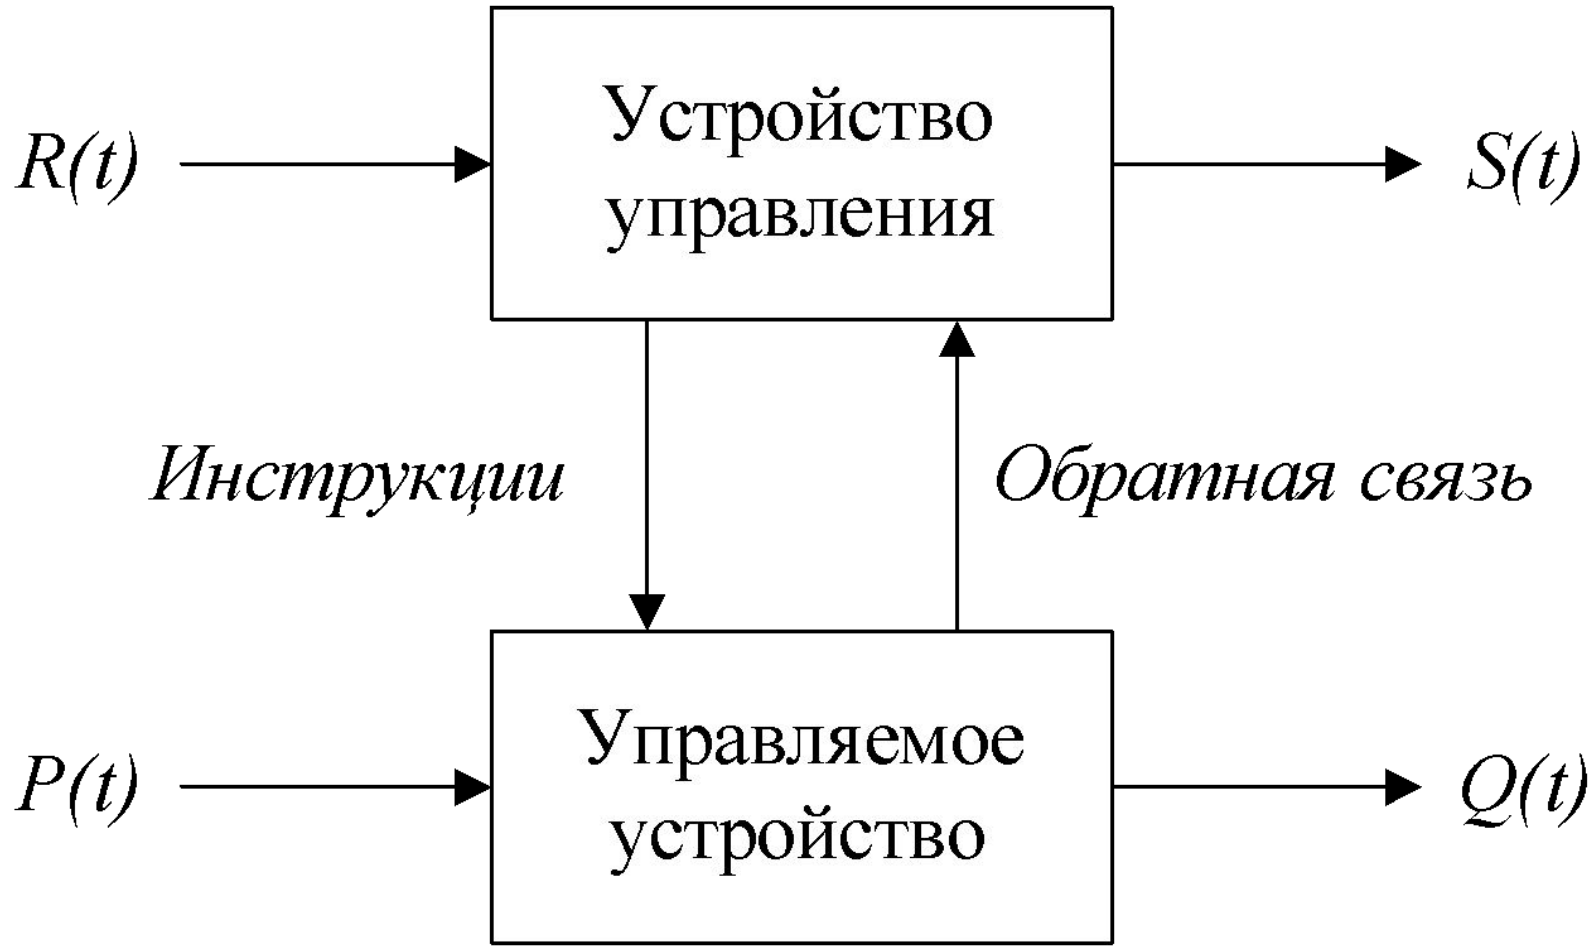 R(t)
Устройство
управления
S(t)
Инструкции
Обратная связь
P(t)
Управляемое
устройство
Q(t)